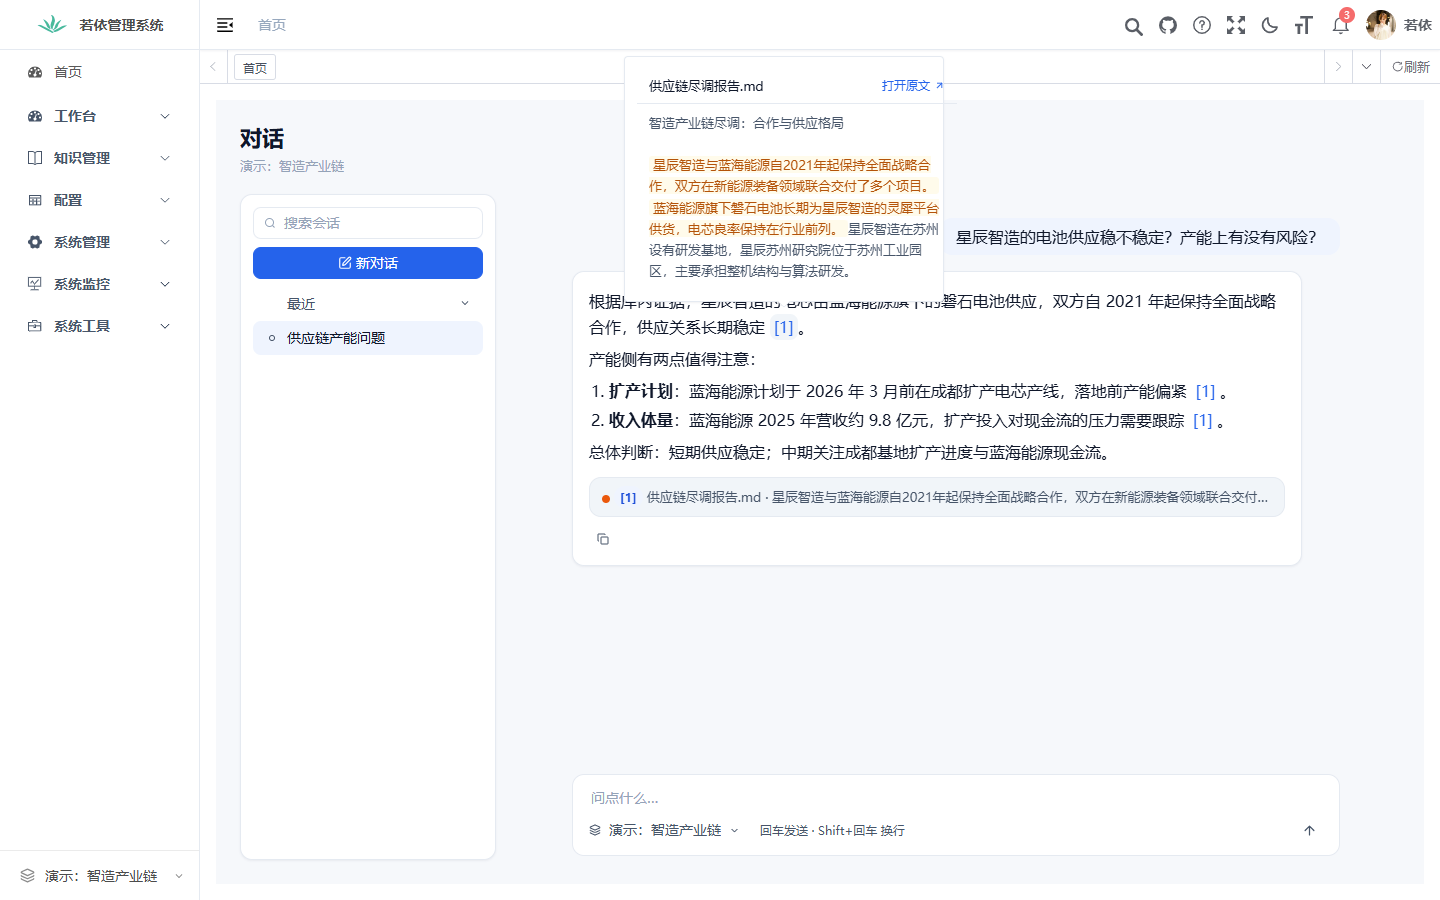 若依管理系统
首页
3
若依
首页
工作台
知识管理
配置
系统管理
系统监控
系统工具
演示：智造产业链
首页
刷新
对话
演示：智造产业链
搜索会话
新对话
最近
供应链产能问题
供应链尽调报告.md
打开原文
智造产业链尽调：合作与供应格局
星辰智造与蓝海能源自2021年起保持全面战略合
作，双方在新能源装备领域联合交付了多个项目。
蓝海能源旗下磐石电池长期为星辰智造的灵犀平台
供货，电芯良率保持在行业前列。 星辰智造在苏州
设有研发基地，星辰苏州研究院位于苏州工业园
区，主要承担整机结构与算法研发。
星辰智造的电池供应稳不稳定？产能上有没有风险？
根据库内证据，星辰智造的电芯由蓝海能源旗下的磐石电池供应，双方自 2021 年起保持全面战略
合作，供应关系长期稳定 [1] 。
产能侧有两点值得注意：
1. 扩产计划：蓝海能源计划于 2026 年 3 月前在成都扩产电芯产线，落地前产能偏紧 [1] 。
2. 收入体量：蓝海能源 2025 年营收约 9.8 亿元，扩产投入对现金流的压力需要跟踪 [1] 。
总体判断：短期供应稳定；中期关注成都基地扩产进度与蓝海能源现金流。
[1] 供应链尽调报告.md · 星辰智造与蓝海能源自2021年起保持全面战略合作，双方在新能源装备领域联合交付...
问点什么...
演示：智造产业链
回车发送 · Shift+回车 换行